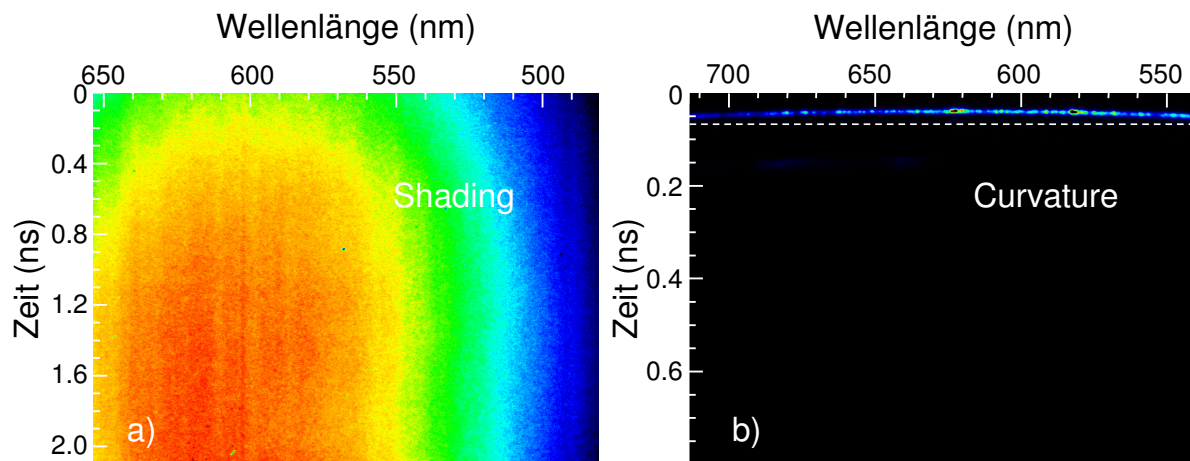 Wellenlänge (nm)
650 600 550 500
Zeit (ns)
0
0.4
0.8
1.2
1.6
2.0
Shading
a)
Wellenlänge (nm)
700 650 600 550
Zeit (ns)
0
0.2
0.4
0.6
Curvature
b)